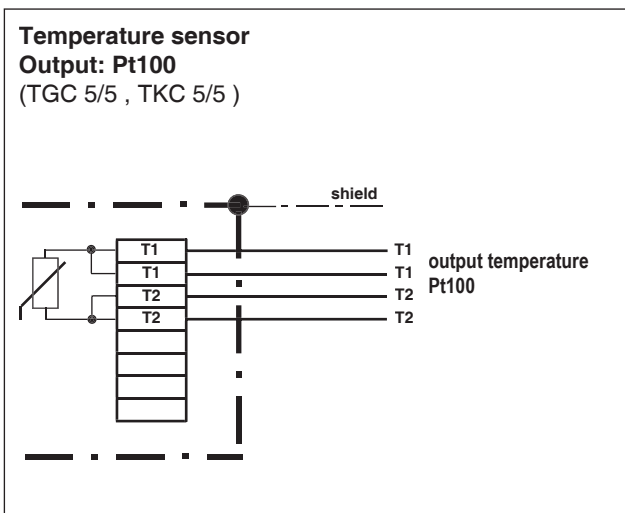 Temperature sensor
Output: Pt100
(TGC 5/5 , TKC 5/5 )
shield
T1 T1
T1 T1
T2 T2
T2 T2
output temperature
Pt100